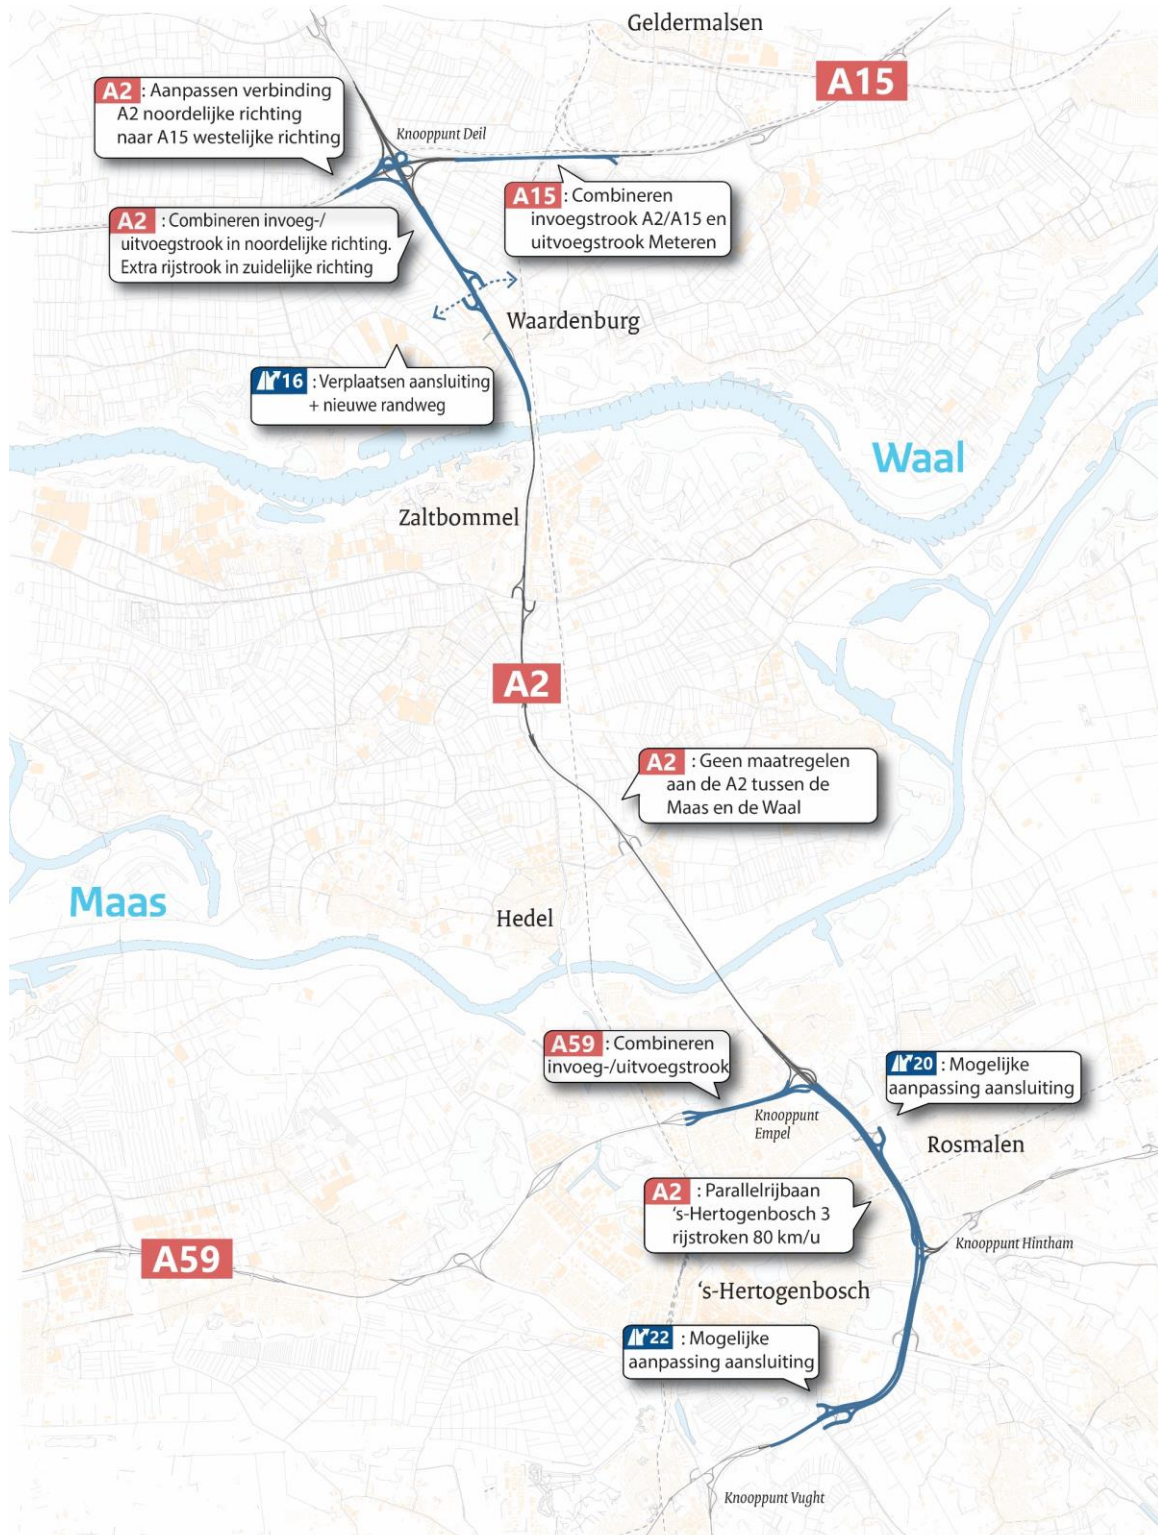 Geldermalsen
A15
A2 : Aanpassen verbinding
A2 noordelijke richting
naar A15 westelijke richting
Knooppunt Deil
A15 : Combineren
invoegstrook A2/A15 en
uitvoegstrook Meteren
A2 : Combineren invoeg-/
uitvoegstrook in noordelijke richting.
Extra rijstrook in zuidelijke richting
Waardenburg
16 : Verplaatsen aansluiting
+ nieuwe randweg
Waal
Zaltbommel
A2
A2 : Geen maatregelen
aan de A2 tussen de
Maas en de Waal
Maas
Hedel
A59 : Combineren
invoeg-/uitvoegstrook
20 : Mogelijke
aanpassing aansluiting
Knooppunt
Empel
Rosmalen
A2 : Parallelrijbaan
‘s-Hertogenbosch 3
rijstroken 80 km/u
Knooppunt Hintham
A59
‘s-Hertogenbosch
22 : Mogelijke
aanpassing aansluiting
Knooppunt Vught